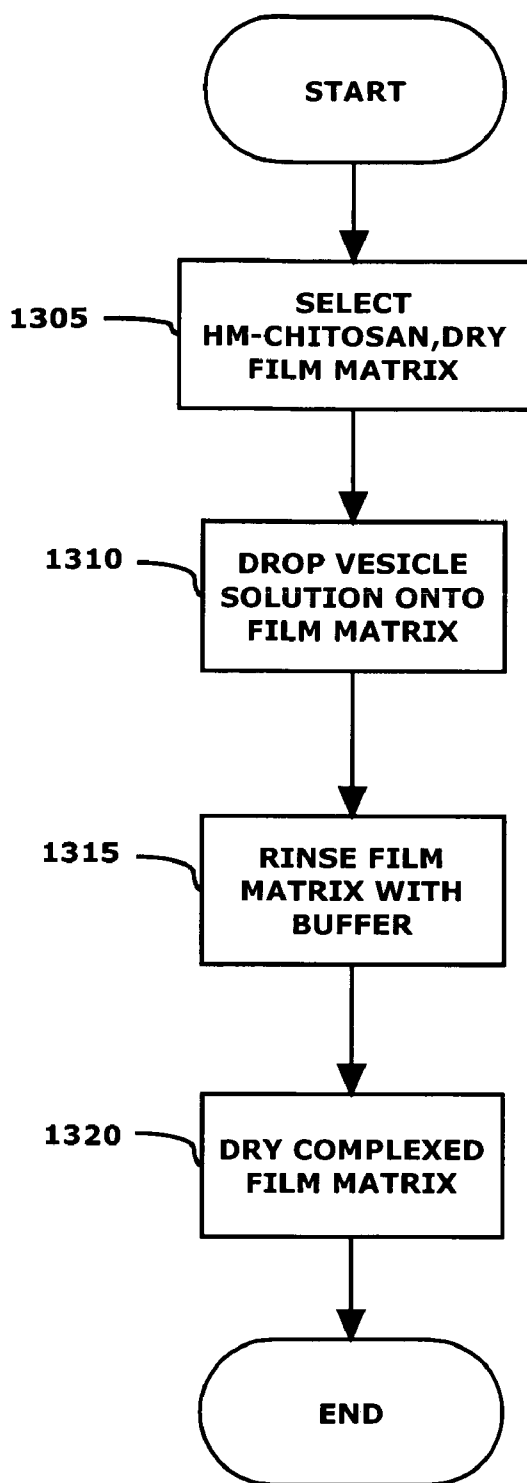 START
1305
SELECT
HM-CHITOSAN,DRY
FILM MATRIX
1310
DROP VESICLE
SOLUTION ONTO
FILM MATRIX
1315
RINSE FILM
MATRIX WITH
BUFFER
1320
DRY COMPLEXED
FILM MATRIX
END